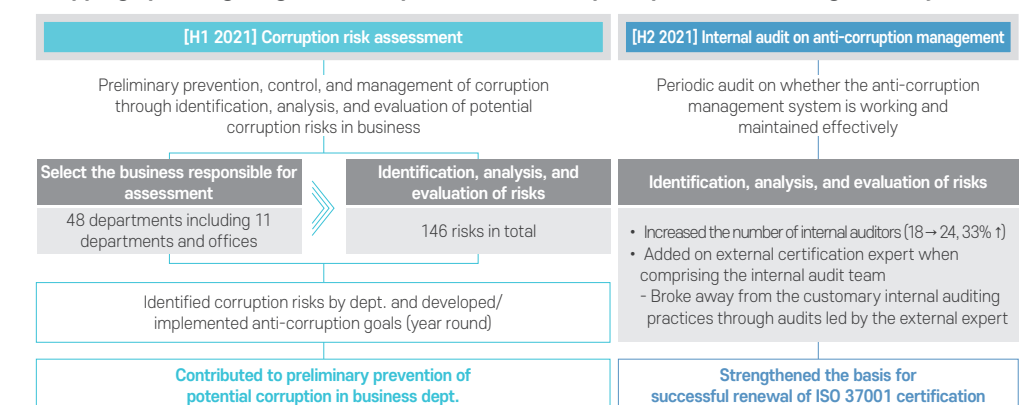 [H1 2021] Corruption risk assessment
Preliminary prevention, control, and management of corruption
through identification, analysis, and evaluation of potential
corruption risks in business
Select the business responsible for
assessment
48 departments including 11
departments and offices
Identification, analysis, and
evaluation of risks
146 risks in total
Identified corruption risks by dept. and developed/
implemented anti-corruption goals (year round)
Contributed to preliminary prevention of
potential corruption in business dept.
[H2 2021] Internal audit on anti-corruption management
Periodic audit on whether the anti-corruption
management system is working and
maintained effectively
Identification, analysis, and evaluation of risks
• Increased the number of internal auditors (18→24, 33% ↑)
• Added on external certification expert when
comprising the internal audit team
- Broke away from the customary internal auditing
practices through audits led by the external expert
Strengthened the basis for
successful renewal of ISO 37001 certification